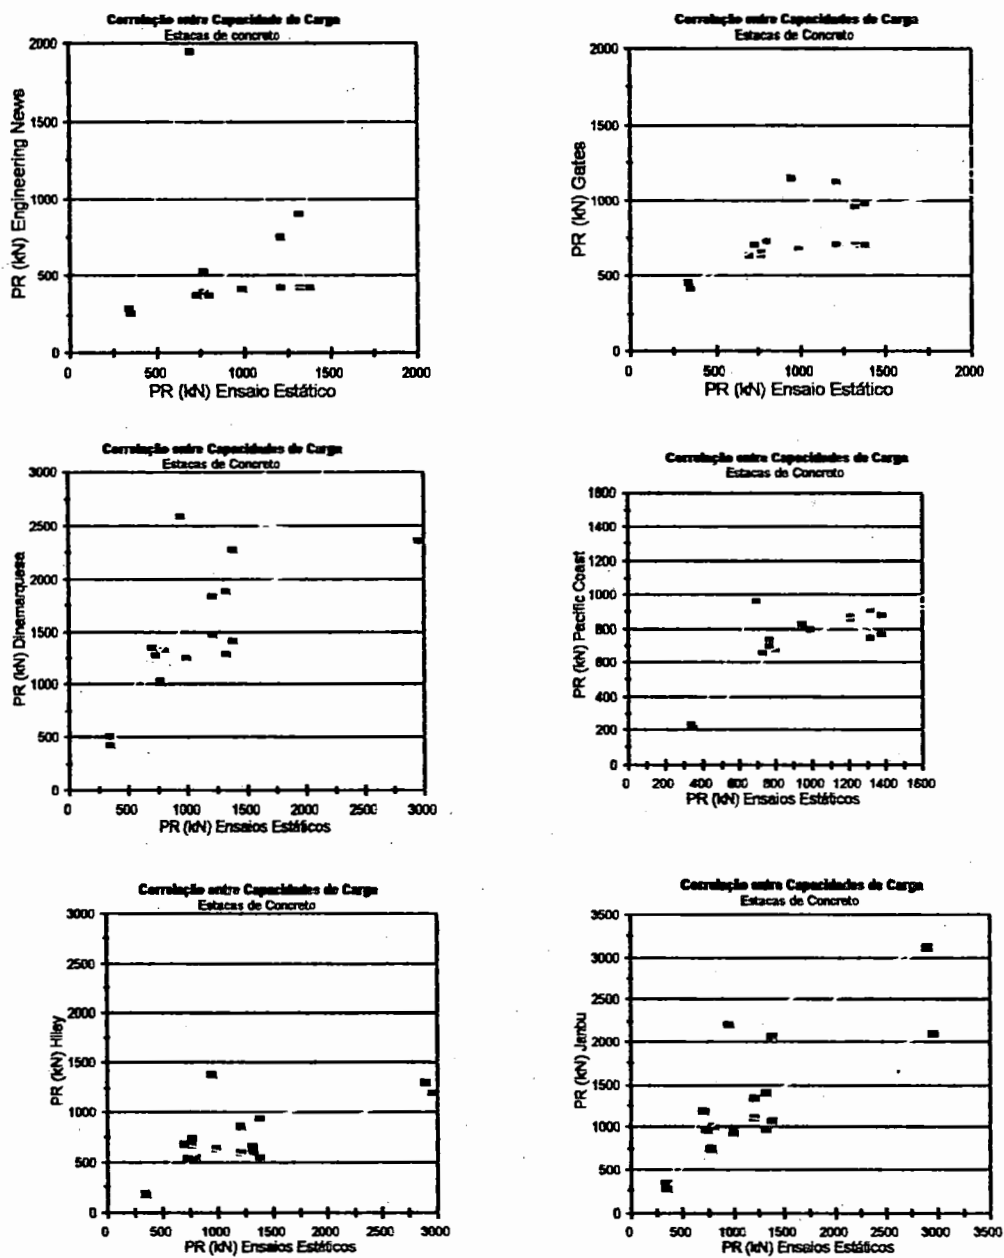 Correlação entre Capacidade de Carga
Estacas de concreto
2000
1500
1000
500
0
PR (kN) Engineering News
0 500 1000 1500 2000
PR (kN) Ensaio Estático
Correlação entre Capacidades de Carga
Estacas de Concreto
2000
1500
1000
500
0
PR (kN) Gates
0 500 1000 1500 2000
PR (kN) Ensaio Estático
Correlação entre Capacidades de Carga
Estacas de Concreto
3000
2500
2000
1500
1000
500
0
PR (kN) Dinamarquesa
0 500 1000 1500 2000 2500 3000
PR (kN) Ensaios Estáticos
Correlação entre Capacidades de Carga
Estacas de Concreto
1800
1400
1200
1000
800
600
400
200
0
PR (kN) Pacific Coast
0 200 400 600 800 1000 1200 1400 1600
PR (kN) Ensaios Estáticos
Correlação entre Capacidades de Carga
Estacas de Concreto
3000
2500
2000
1500
1000
500
0
PR (kN) Hiley
0 500 1000 1500 2000 2500 3000
PR (kN) Ensaios Estáticos
Correlação entre Capacidades de Carga
Estacas de Concreto
3500
3000
2500
2000
1500
1000
500
0
PR (kN) Janbu
0 500 1000 1500 2000 2500 3000 3500
PR (kN) Ensaios Estáticos